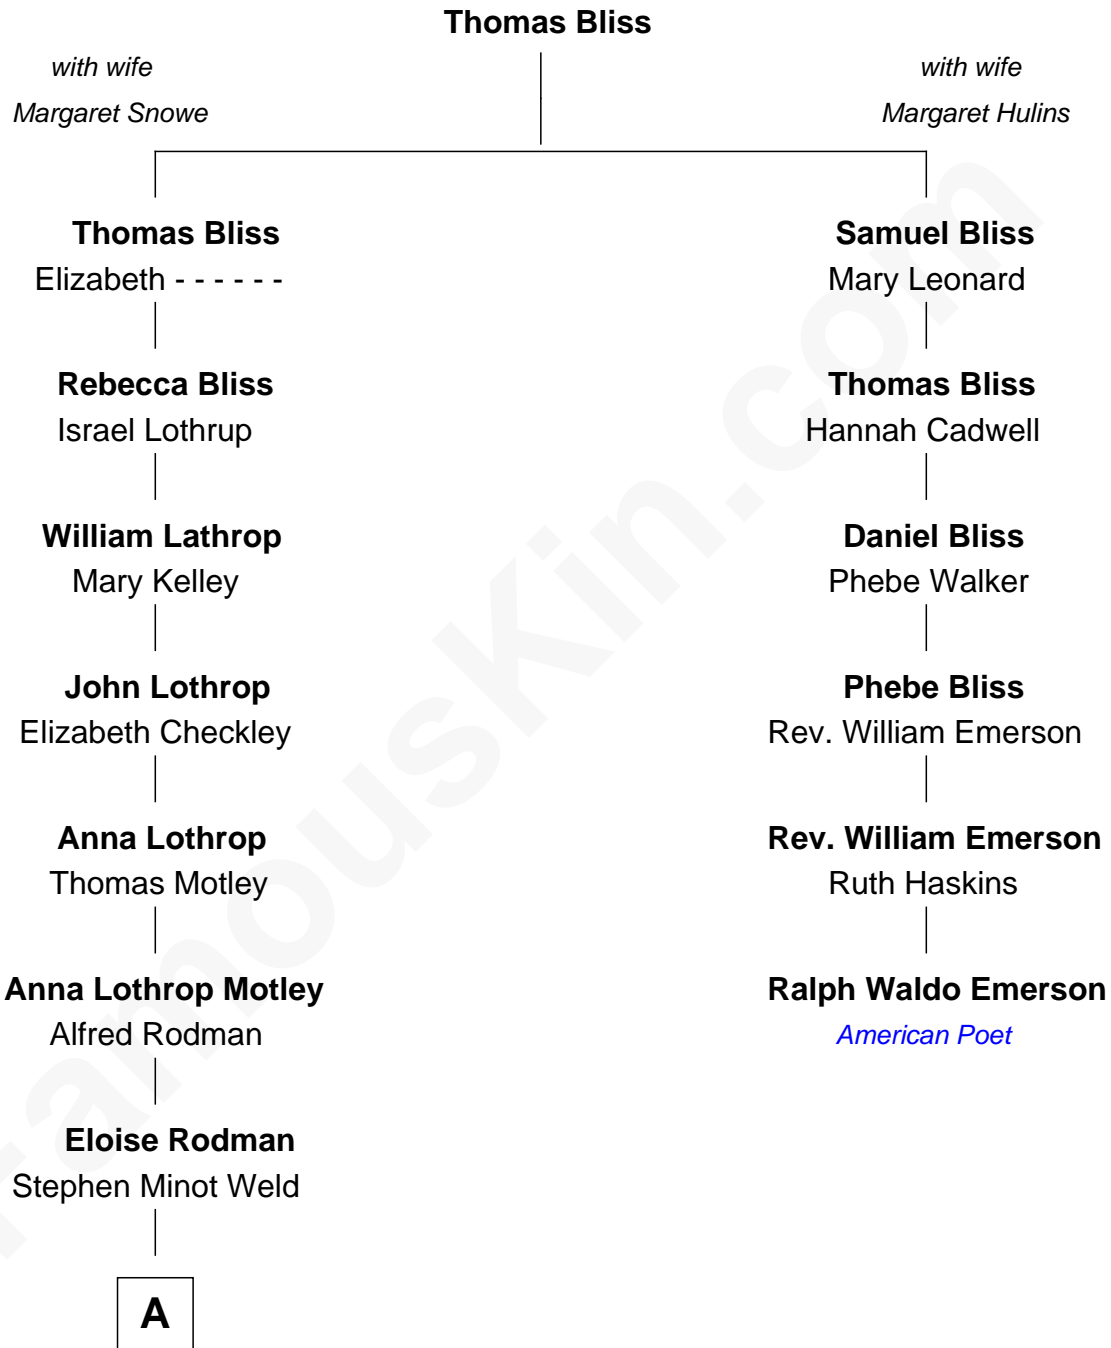 Thomas Bliss
with wife
Margaret Snowe
with wife
Margaret Hulins
Thomas Bliss
Elizabeth - - - - - -
Samuel Bliss
Mary Leonard
Rebecca Bliss
Israel Lothrup
Thomas Bliss
Hannah Cadwell
William Lathrop
Mary Kelley
Daniel Bliss
Phebe Walker
John Lothrop
Elizabeth Checkley
Phebe Bliss
Rev. William Emerson
Anna Lothrop
Thomas Motley
Rev. William Emerson
Ruth Haskins
Anna Lothrop Motley
Alfred Rodman
Ralph Waldo Emerson
American Poet
Eloise Rodman
Stephen Minot Weld
A
FamousKin.com